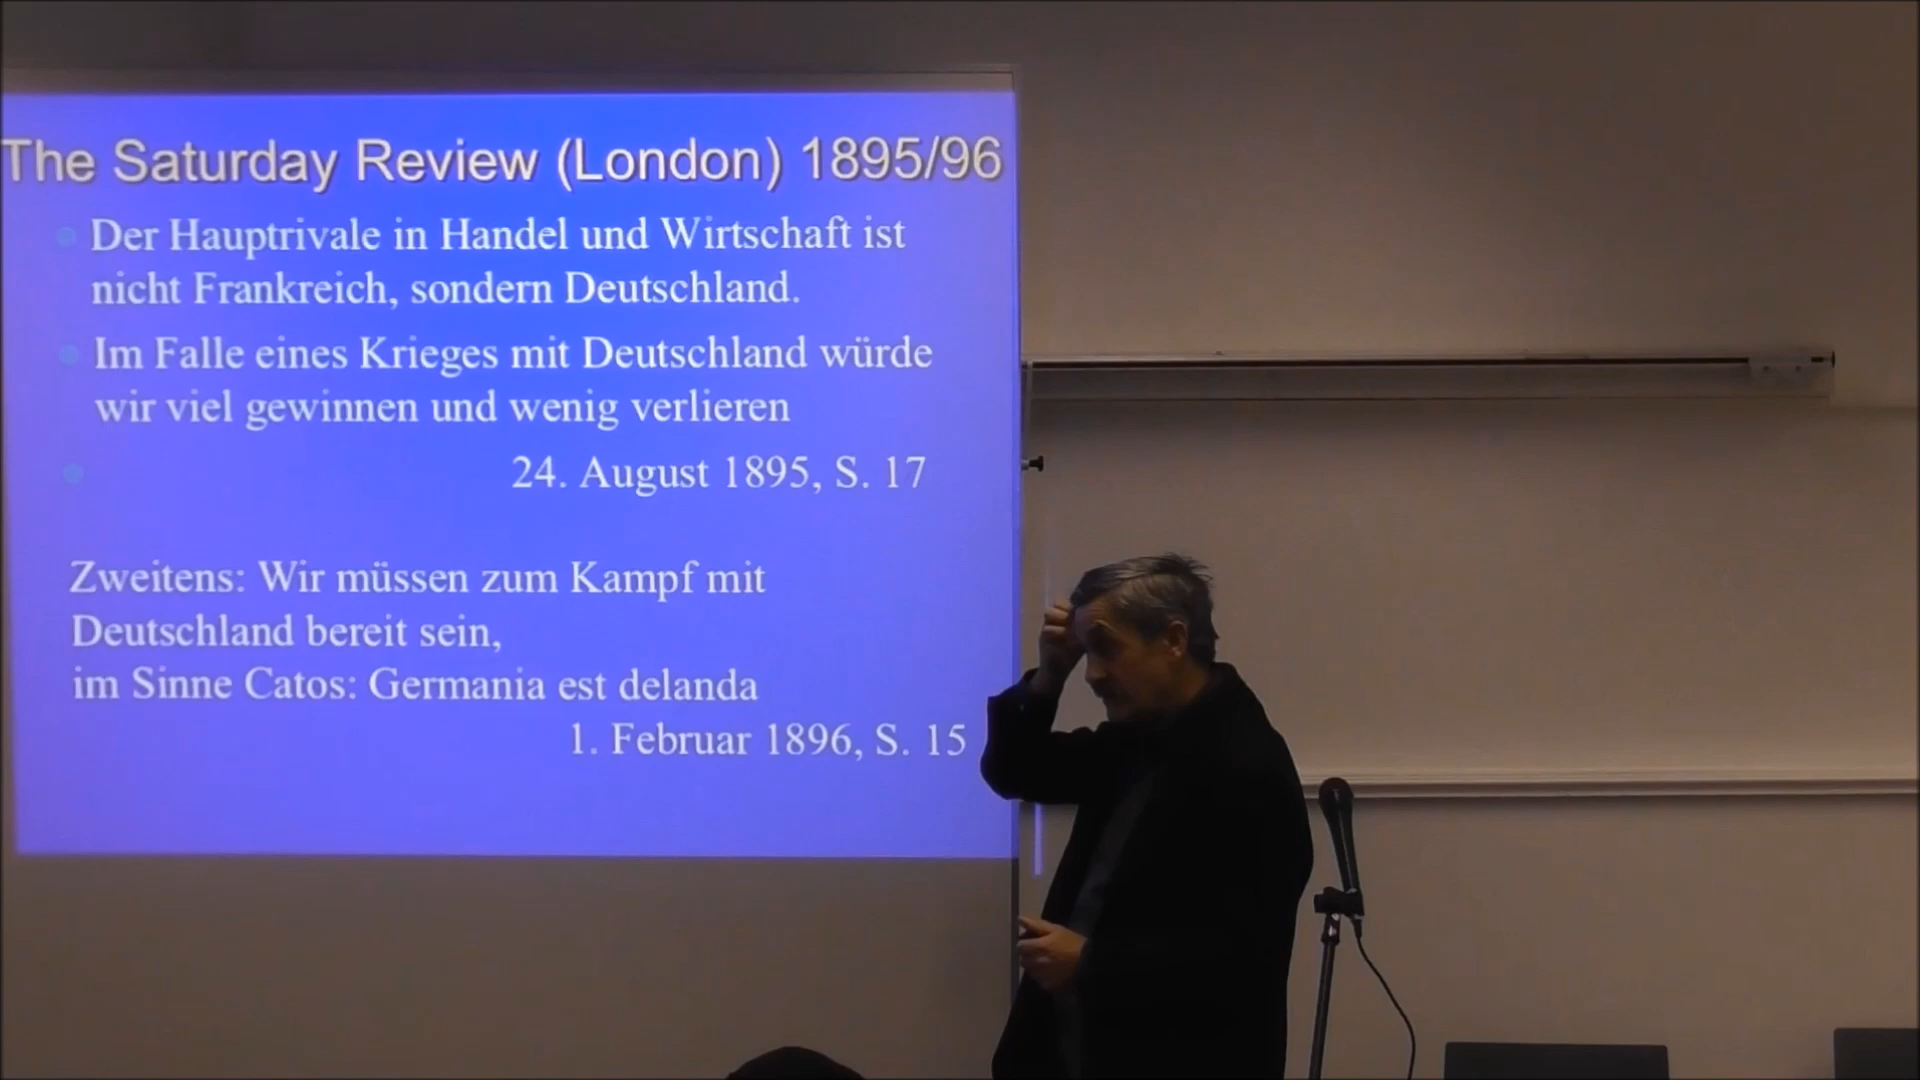 The Saturday Review (London) 1895/96
Der Hauptrivale in Handel und Wirtschaft ist
nicht Frankreich, sondern Deutschland.
Im Falle eines Krieges mit Deutschland würde
wir viel gewinnen und wenig verlieren
24. August 1895, S. 17
Zweitens: Wir müssen zum Kampf mit
Deutschland bereit sein,
im Sinne Catos: Germania est delanda
1. Februar 1896, S. 15